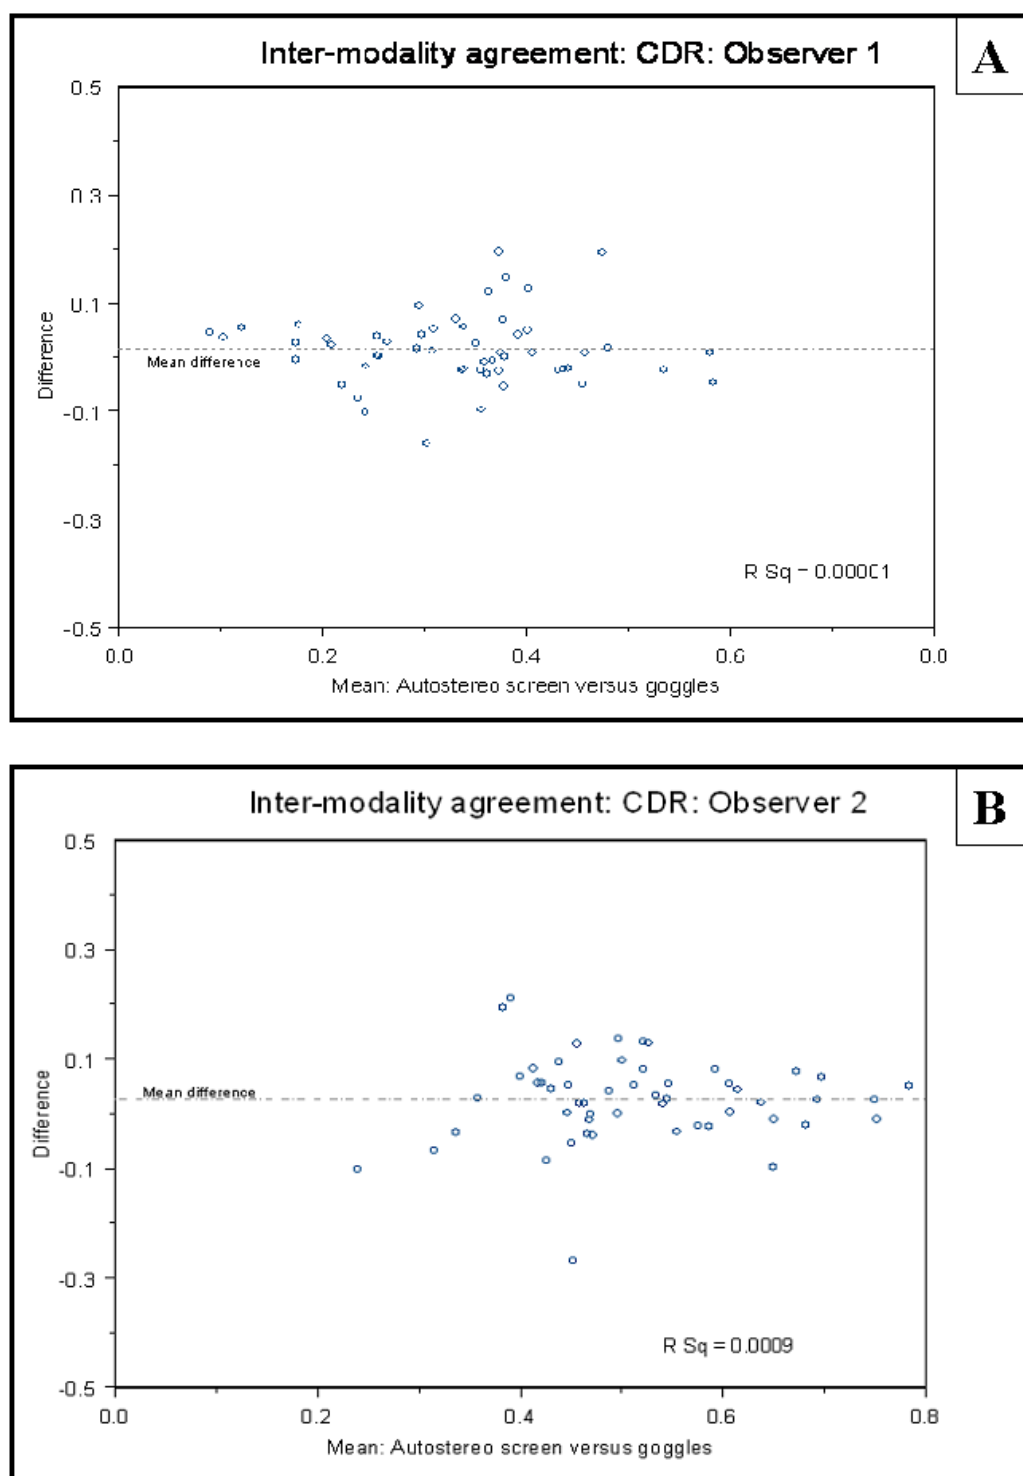 Inter-modality agreement: CDR: Observer 1
A
0.5
0.3
0.1
-0.1
-0.3
-0.5
Difference
Mean difference
R Sq = 0.00001
0.0 0.2 0.4 0.6 0.0
Mean: Autostereo screen versus goggles
Inter-modality agreement: CDR: Observer 2
B
0.5
0.3
0.1
-0.1
-0.3
-0.5
Difference
Mean difference
R Sq = 0.0009
0.0 0.2 0.4 0.6 0.8
Mean: Autostereo screen versus goggles